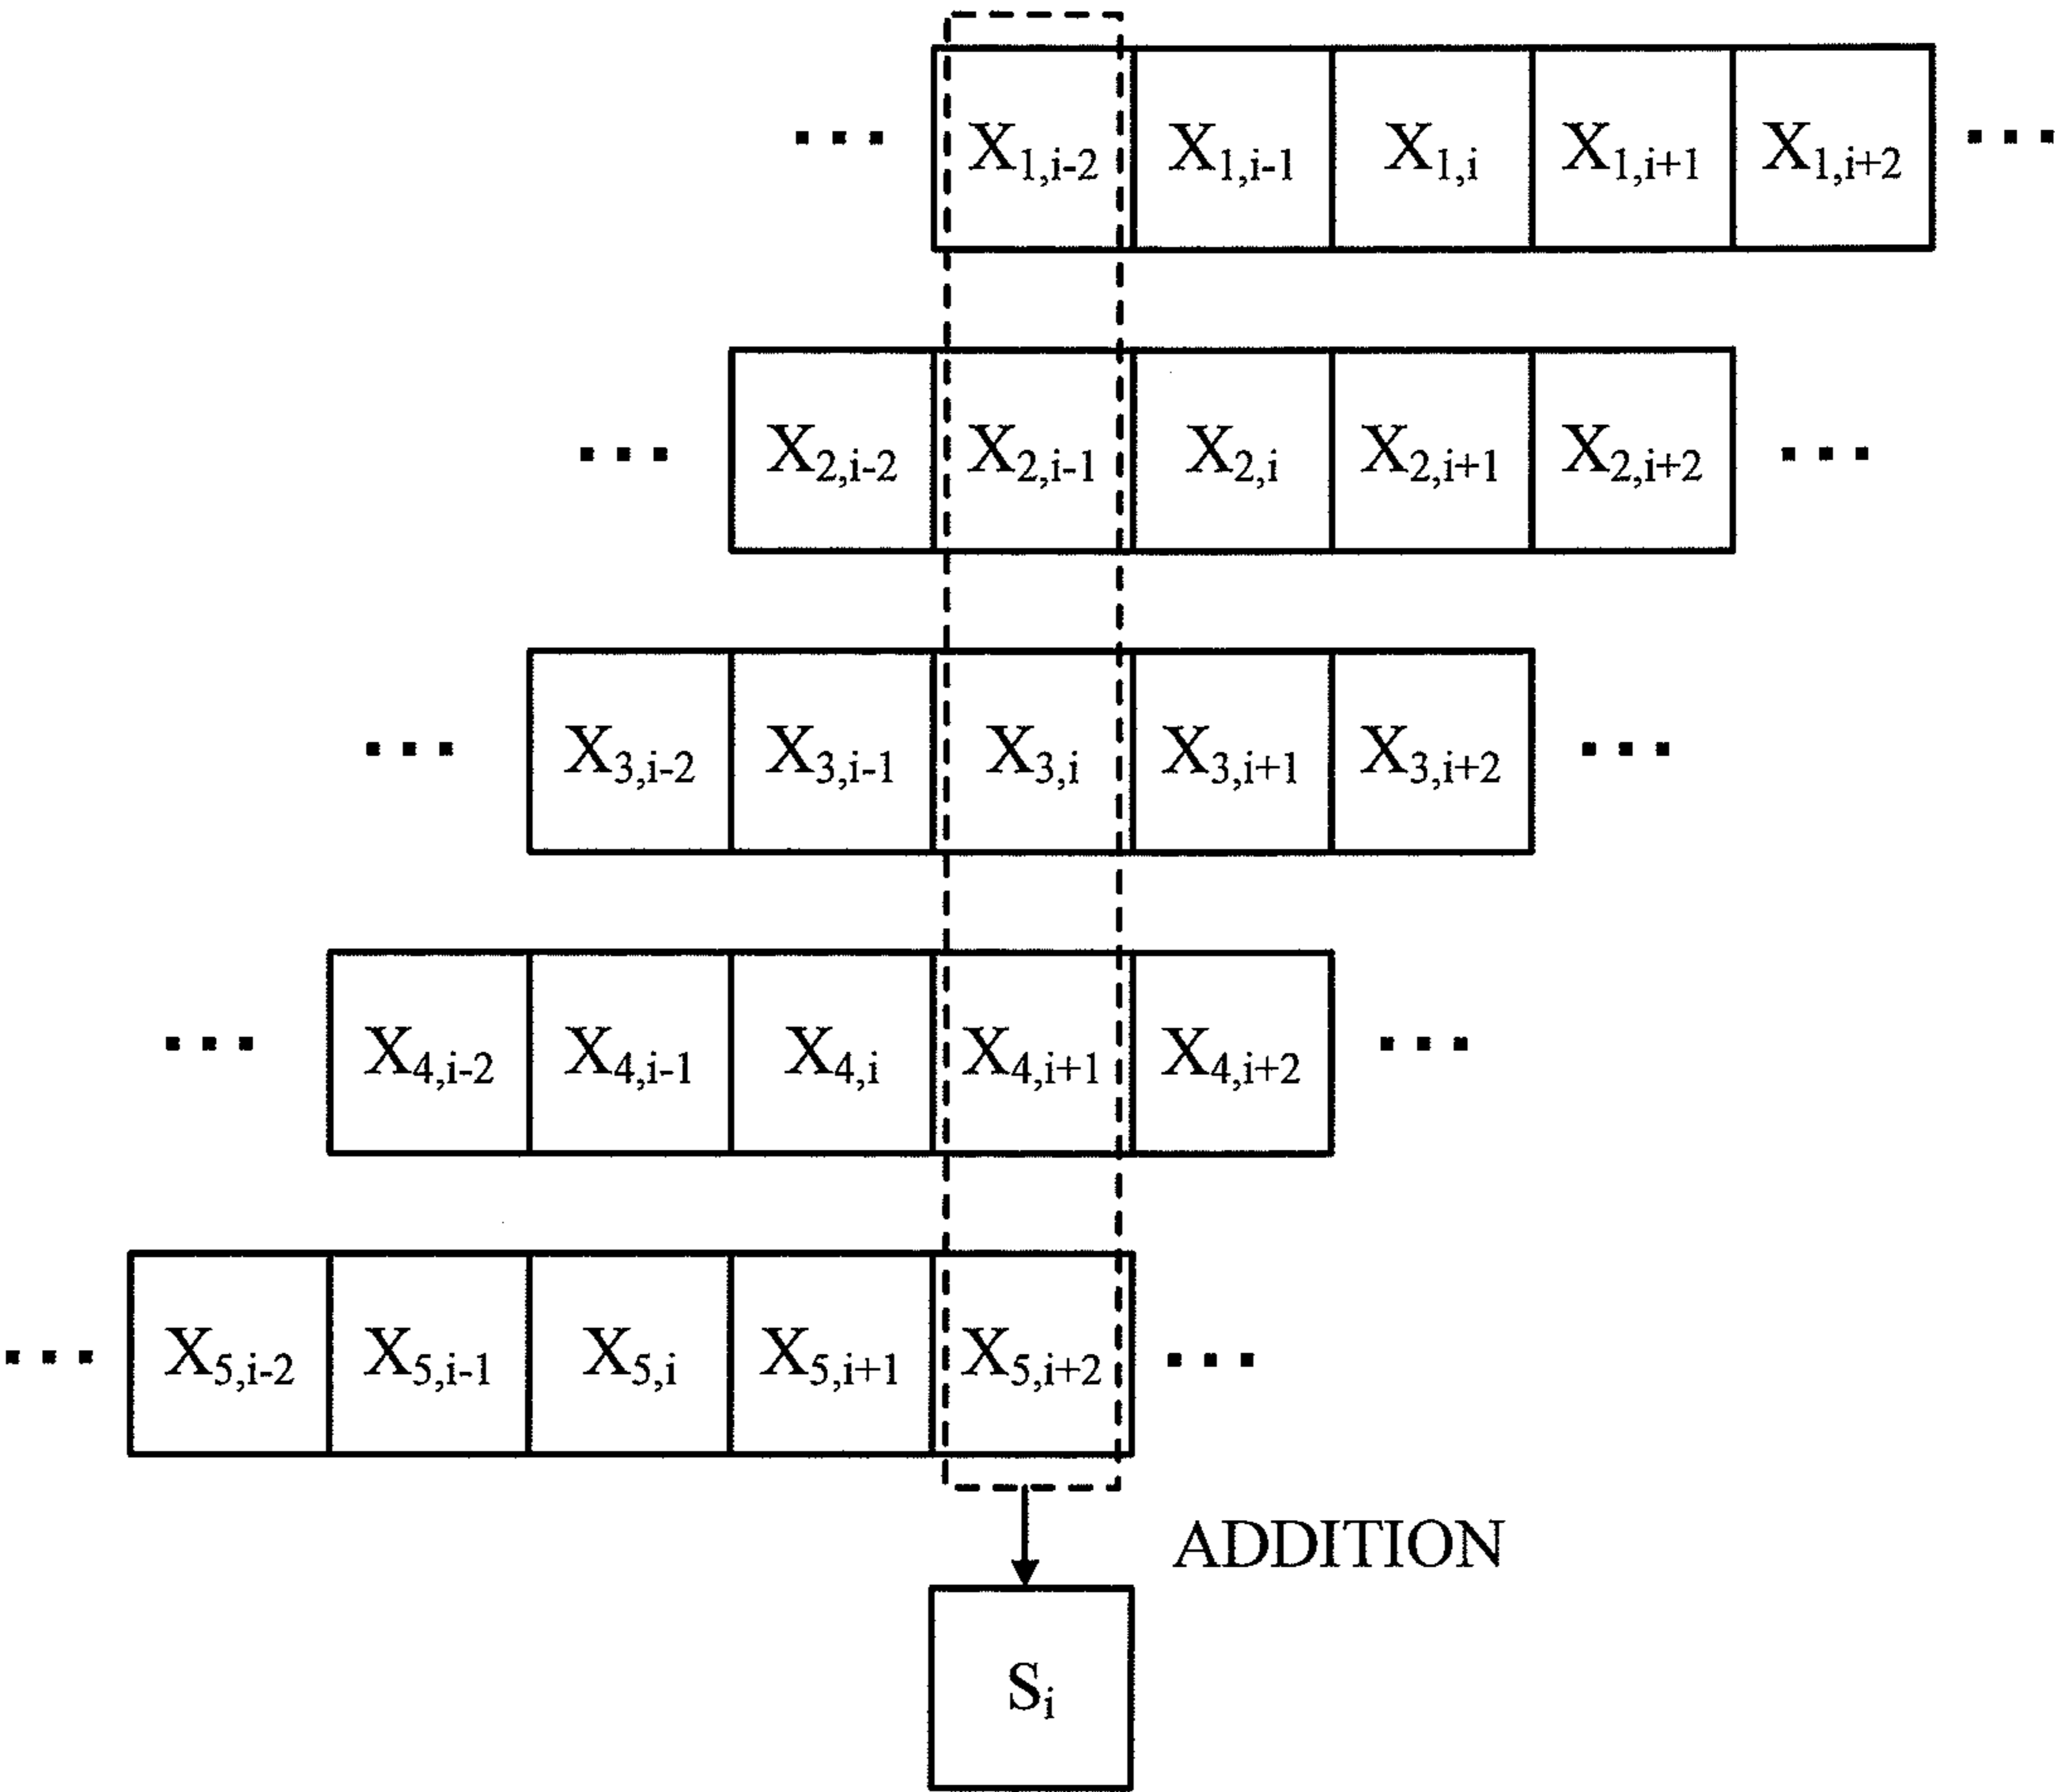 ... X1,i-2 X1,i-1 X1,i X1,i+1 X1,i+2 ...
... X2,i-2 X2,i-1 X2,i X2,i+1 X2,i+2 ...
... X3,i-2 X3,i-1 X3,i X3,i+1 X3,i+2 ...
... X4,i-2 X4,i-1 X4,i X4,i+1 X4,i+2 ...
... X5,i-2 X5,i-1 X5,i X5,i+1 X5,i+2 ...
ADDITION
Si